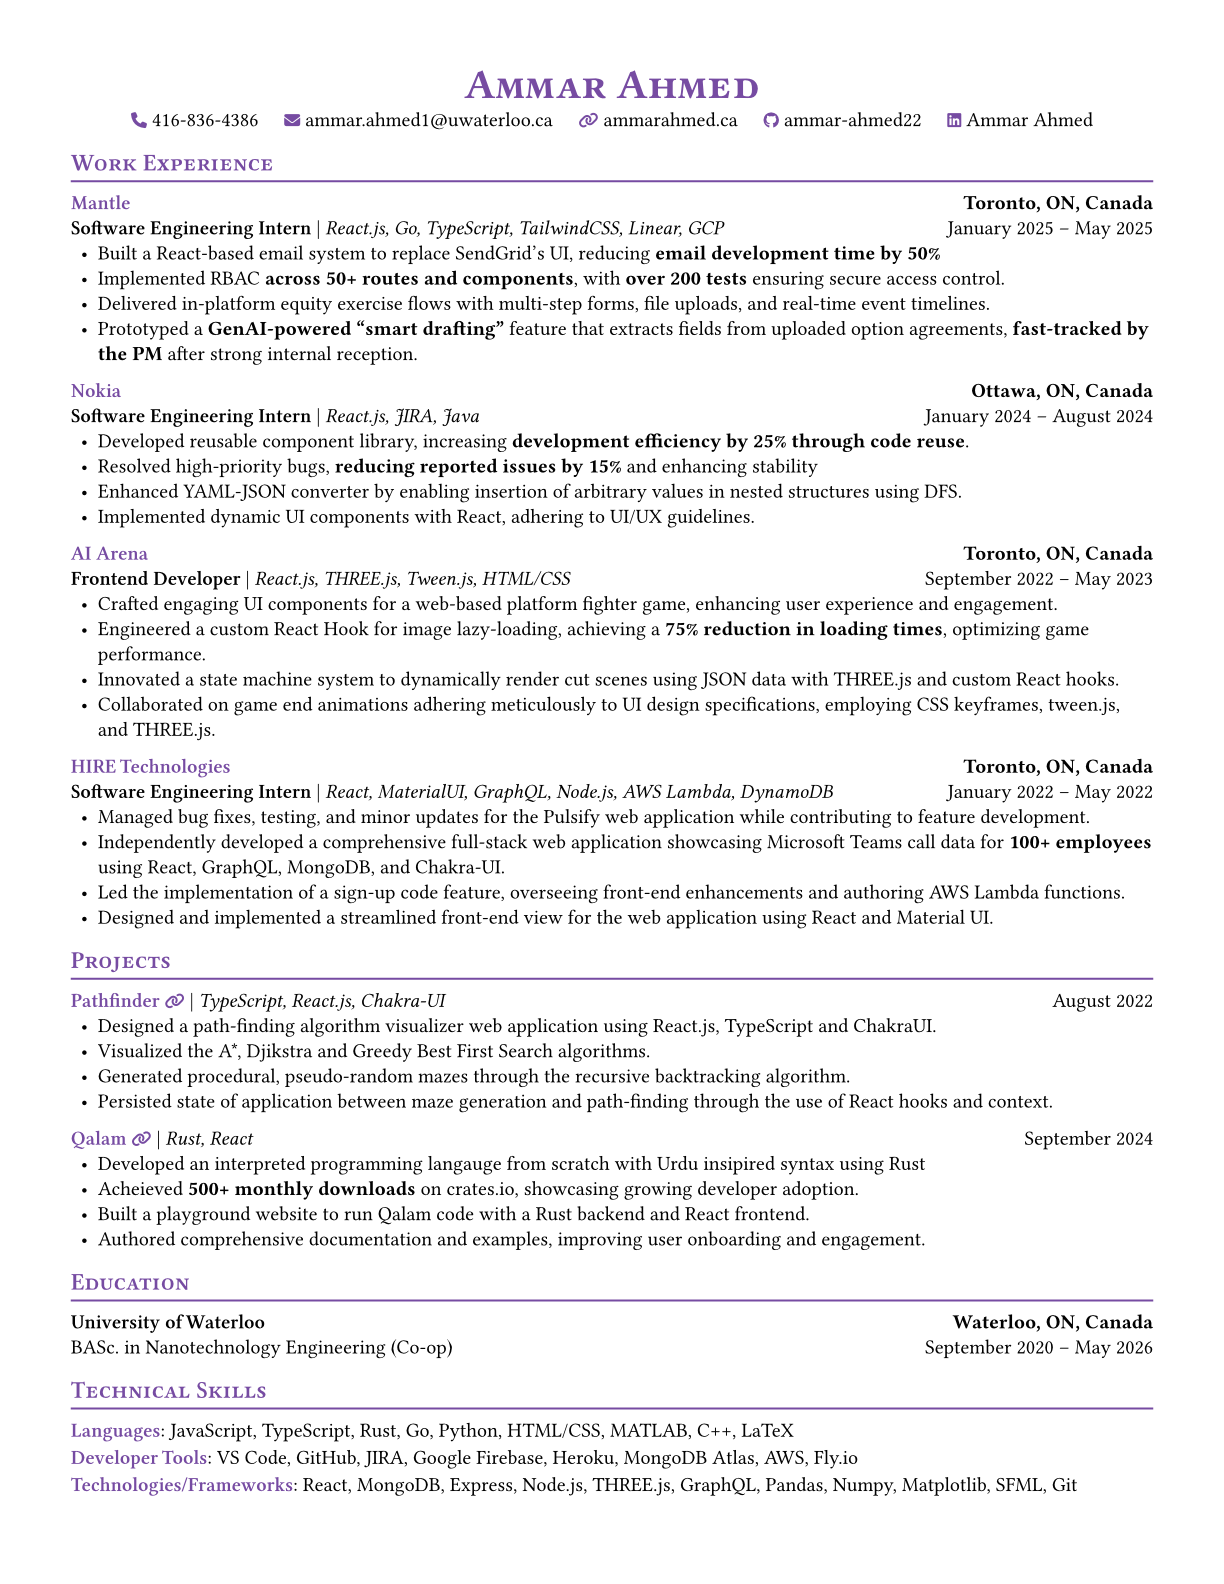 Ammar Ahmed
416-836-4386 ammar.ahmed1@uwaterloo.ca ammarahmed.ca ammar-ahmed22 Ammar Ahmed
Work Experience
Mantle Toronto, ON, Canada
Software Engineering Intern | React.js, Go, TypeScript, TailwindCSS, Linear, GCP January 2025 – May 2025
• Built a React-based email system to replace SendGrid’s UI, reducing email development time by 50%
• Implemented RBAC across 50+ routes and components, with over 200 tests ensuring secure access control.
• Delivered in-platform equity exercise flows with multi-step forms, file uploads, and real-time event timelines.
• Prototyped a GenAI-powered “smart drafting” feature that extracts fields from uploaded option agreements, fast-tracked by
the PM after strong internal reception.
Nokia Ottawa, ON, Canada
Software Engineering Intern | React.js, JIRA, Java January 2024 – August 2024
• Developed reusable component library, increasing development efficiency by 25% through code reuse.
• Resolved high-priority bugs, reducing reported issues by 15% and enhancing stability
• Enhanced YAML-JSON converter by enabling insertion of arbitrary values in nested structures using DFS.
• Implemented dynamic UI components with React, adhering to UI/UX guidelines.
AI Arena Toronto, ON, Canada
Frontend Developer | React.js, THREE.js, Tween.js, HTML/CSS September 2022 – May 2023
• Crafted engaging UI components for a web-based platform fighter game, enhancing user experience and engagement.
• Engineered a custom React Hook for image lazy-loading, achieving a 75% reduction in loading times, optimizing game
performance.
• Innovated a state machine system to dynamically render cut scenes using JSON data with THREE.js and custom React hooks.
• Collaborated on game end animations adhering meticulously to UI design specifications, employing CSS keyframes, tween.js,
and THREE.js.
HIRE Technologies Toronto, ON, Canada
Software Engineering Intern | React, MaterialUI, GraphQL, Node.js, AWS Lambda, DynamoDB January 2022 – May 2022
• Managed bug fixes, testing, and minor updates for the Pulsify web application while contributing to feature development.
• Independently developed a comprehensive full-stack web application showcasing Microsoft Teams call data for 100+ employees
using React, GraphQL, MongoDB, and Chakra-UI.
• Led the implementation of a sign-up code feature, overseeing front-end enhancements and authoring AWS Lambda functions.
• Designed and implemented a streamlined front-end view for the web application using React and Material UI.
Projects
Pathfinder | TypeScript, React.js, Chakra-UI August 2022
• Designed a path-finding algorithm visualizer web application using React.js, TypeScript and ChakraUI.
• Visualized the A*, Djikstra and Greedy Best First Search algorithms.
• Generated procedural, pseudo-random mazes through the recursive backtracking algorithm.
• Persisted state of application between maze generation and path-finding through the use of React hooks and context.
Qalam | Rust, React September 2024
• Developed an interpreted programming langauge from scratch with Urdu insipired syntax using Rust
• Acheieved 500+ monthly downloads on crates.io, showcasing growing developer adoption.
• Built a playground website to run Qalam code with a Rust backend and React frontend.
• Authored comprehensive documentation and examples, improving user onboarding and engagement.
Education
University of Waterloo Waterloo, ON, Canada
BASc. in Nanotechnology Engineering (Co-op) September 2020 – May 2026
Technical Skills
Languages: JavaScript, TypeScript, Rust, Go, Python, HTML/CSS, MATLAB, C++, LaTeX
Developer Tools: VS Code, GitHub, JIRA, Google Firebase, Heroku, MongoDB Atlas, AWS, Fly.io
Technologies/Frameworks: React, MongoDB, Express, Node.js, THREE.js, GraphQL, Pandas, Numpy, Matplotlib, SFML, Git